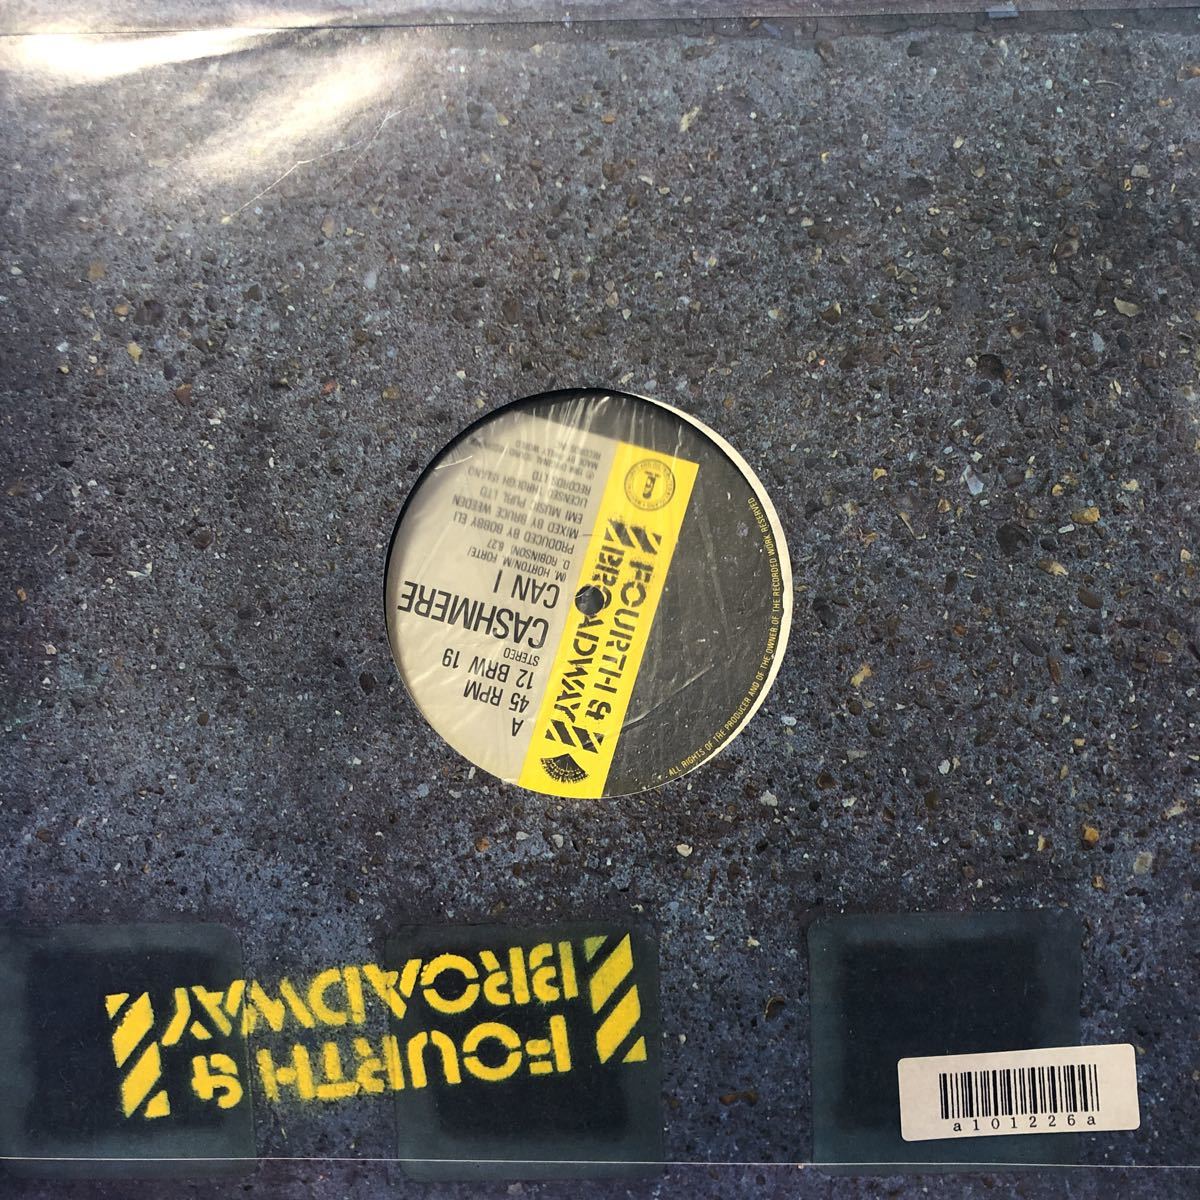 FOURTH &
BROADWAY
A
45 RPM
12 BRW 19
STEREO
CASHMERE
CAN I
(M. HORTON/M. FORTE/
D. ROBINSON) 6.27
PRODUCED BY BOBBY ELI
MIXED BY BRUCE WEEDEN
EMI MUSIC PUBL LTD
LICENSED THROUGH ISLAND
RECORDS LTD
ALL RIGHTS OF THE PRODUCER AND OF THE OWNER OF THE RECORDED WORK RESERVED
FOURTH &
BROADWAY
a101226a